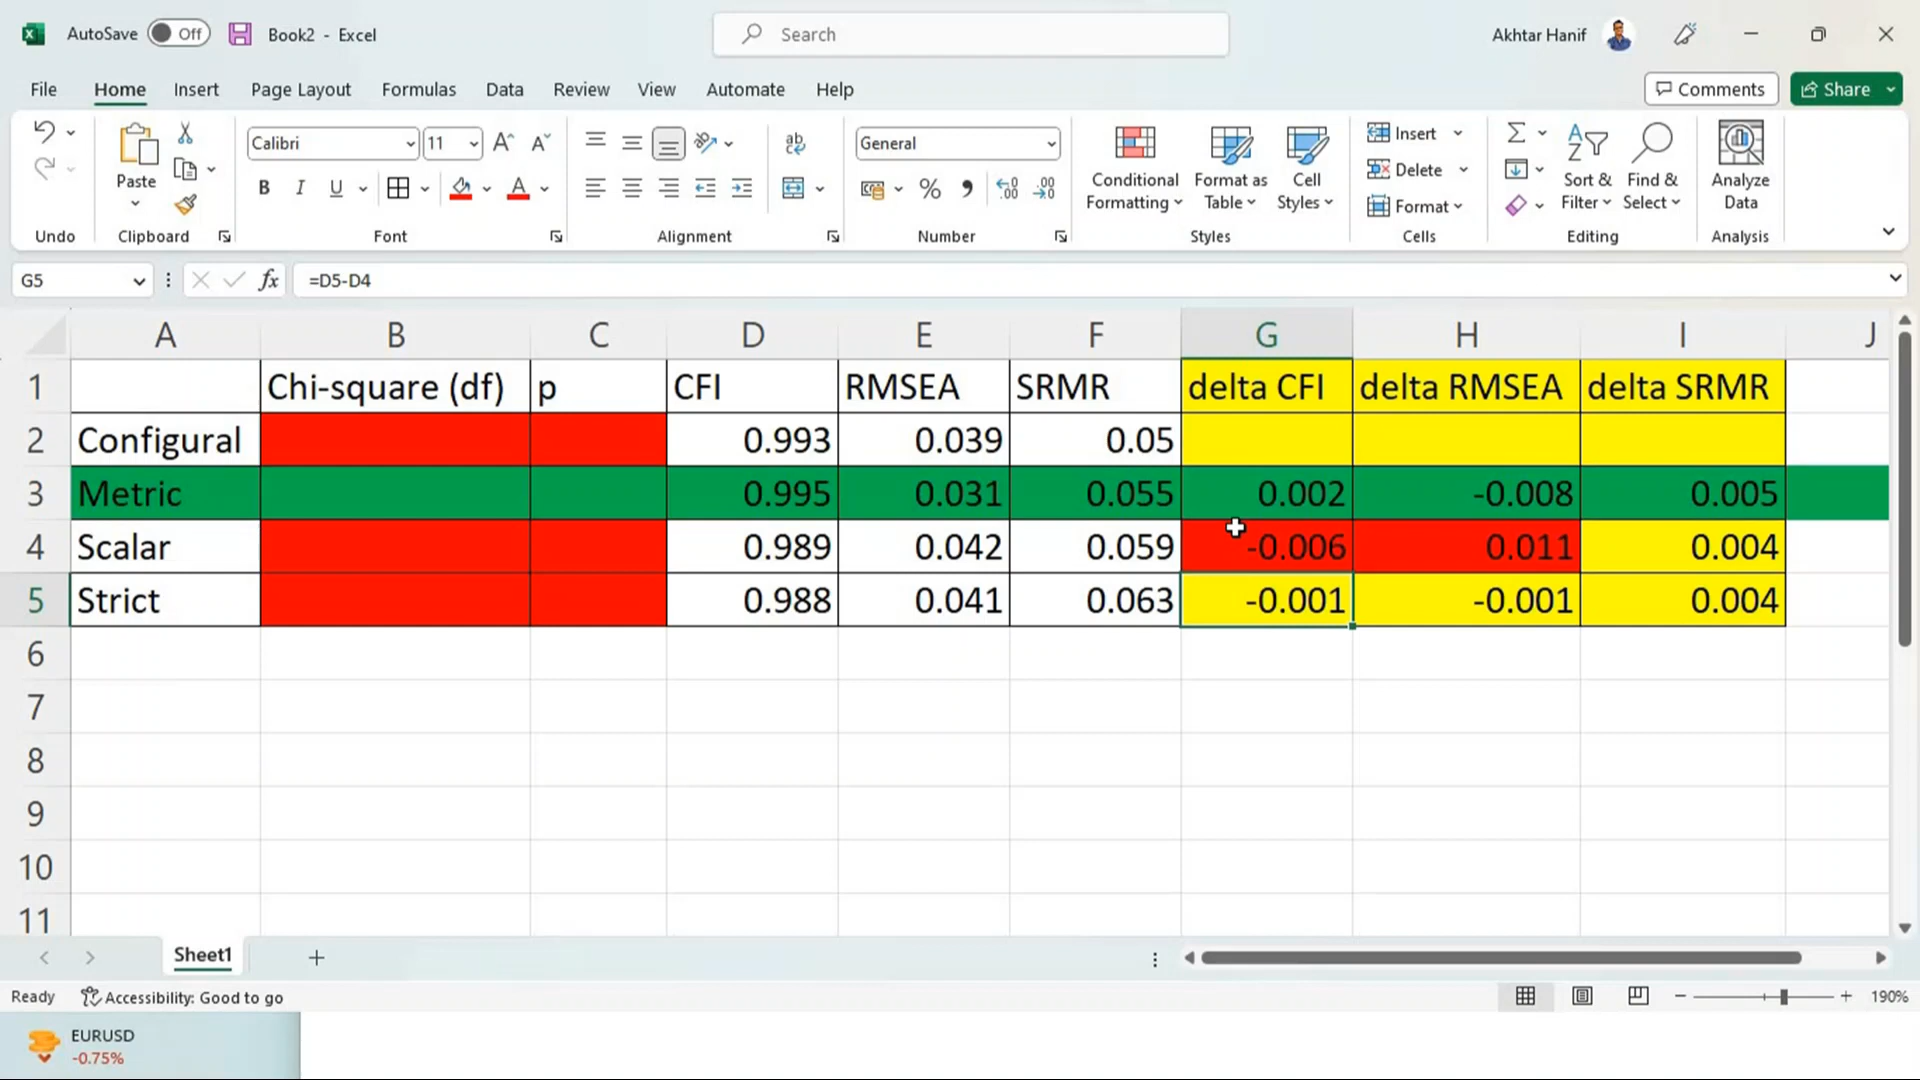 AutoSave Off Book2 - Excel Search Akhtar Hanif
File Home Insert Page Layout Formulas Data Review View Automate Help Comments Share
Paste
Undo
Clipboard
Calibri 11
B I U A
Font
ab
Alignment
General
% ,
Number
Conditional Formatting
Format as Table
Cell Styles
Styles
Insert
Delete
Format
Cells
Sort & Filter
Find & Select
Editing
Analyze Data
Analysis
G5 fx =D5-D4
A B C D E F G H I J
1 Chi-square (df) p CFI RMSEA SRMR delta CFI delta RMSEA delta SRMR
2 Configural 0.993 0.039 0.05
3 Metric 0.995 0.031 0.055 0.002 -0.008 0.005
4 Scalar 0.989 0.042 0.059 -0.006 0.011 0.004
5 Strict 0.988 0.041 0.063 -0.001 -0.001 0.004
6
7
8
9
10
11
Sheet1
Ready Accessibility: Good to go 190%
EURUSD
-0.75%